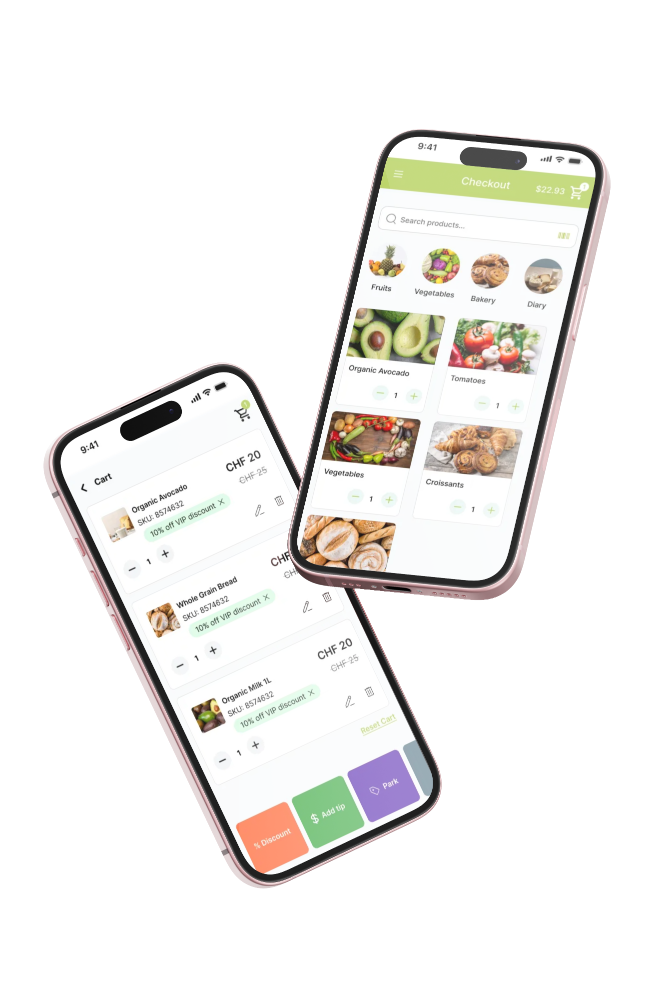 9:41
Checkout
$22.93
1
Search products...
Fruits
Vegetables
Bakery
Diary
Organic Avocado
1
Tomatoes
1
Vegetables
1
Croissants
1
9:41
Cart
Organic Avocado
CHF 20
SKU: 8574632
CHF 25
10% off VIP discount ×
1
Whole Grain Bread
SKU: 8574632
10% off VIP discount ×
1
Organic Milk 1L
CHF 20
SKU: 8574632
CHF 25
10% off VIP discount ×
1
Reset Cart
% Discount
$ Add tip
Park